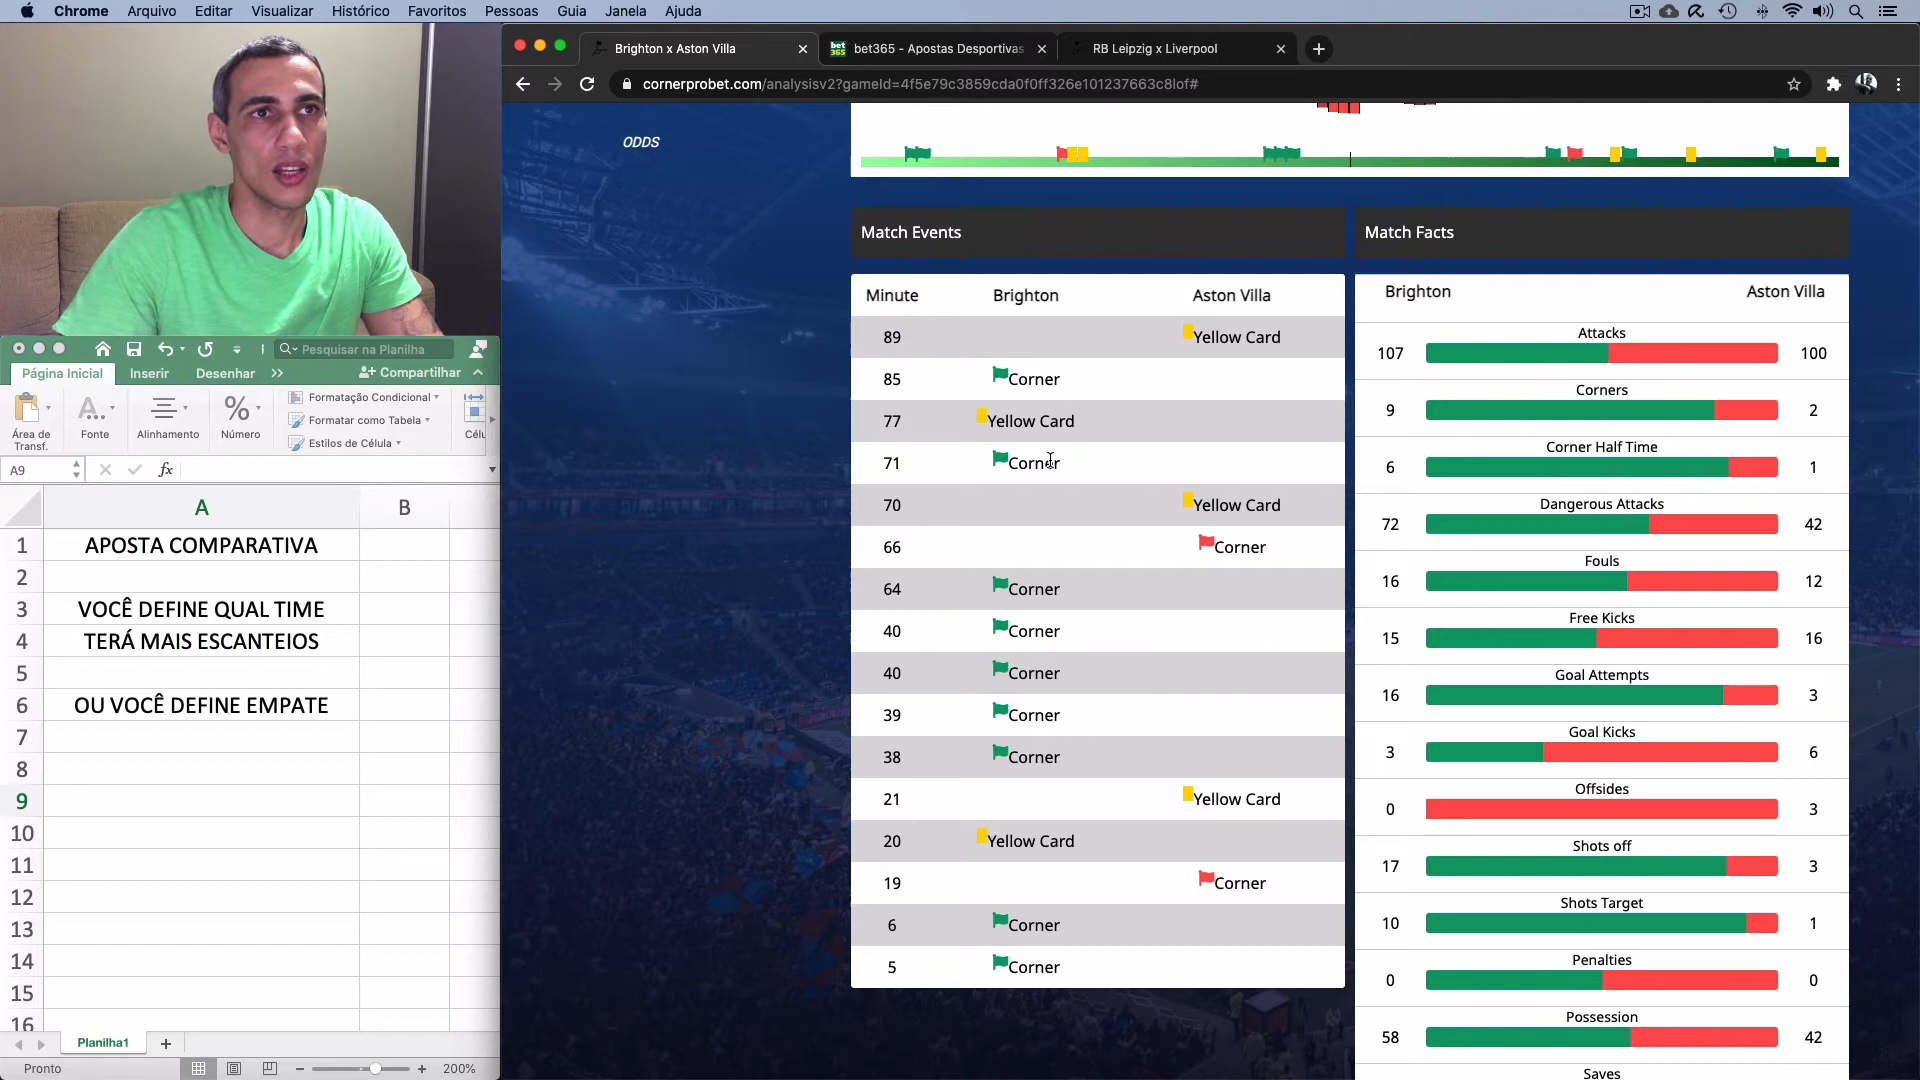 Chrome Arquivo Editar Visualizar Histórico Favoritos Pessoas Guia Janela Ajuda
Brighton x Aston Villa
bet365 - Apostas Desportivas
RB Leipzig x Liverpool
cornerprobet.com/analysisv2?gameId=4f5e79c3859cda0f0ff326e101237663c8lof#
ODDS
Match Events
Minute Brighton Aston Villa
89 Yellow Card
85 Corner
77 Yellow Card
71 Corner
70 Yellow Card
66 Corner
64 Corner
40 Corner
40 Corner
39 Corner
38 Corner
21 Yellow Card
20 Yellow Card
19 Corner
6 Corner
5 Corner
Match Facts
Brighton Aston Villa
Attacks
107 100
Corners
9 2
Corner Half Time
6 1
Dangerous Attacks
72 42
Fouls
16 12
Free Kicks
15 16
Goal Attempts
16 3
Goal Kicks
3 6
Offsides
0 3
Shots off
17 3
Shots Target
10 1
Penalties
0 0
Possession
58 42
Saves
Pesquisar na Planilha
Página Inicial Inserir Desenhar Compartilhar
Área de Transf.
Fonte
Alinhamento
Número
Formatação Condicional
Formatar como Tabela
Estilos de Célula
Célu
A9 fx
A B
1 APOSTA COMPARATIVA
2
3 VOCÊ DEFINE QUAL TIME
4 TERÁ MAIS ESCANTEIOS
5
6 OU VOCÊ DEFINE EMPATE
7
8
9
10
11
12
13
14
15
16
Planilha1
Pronto 200%